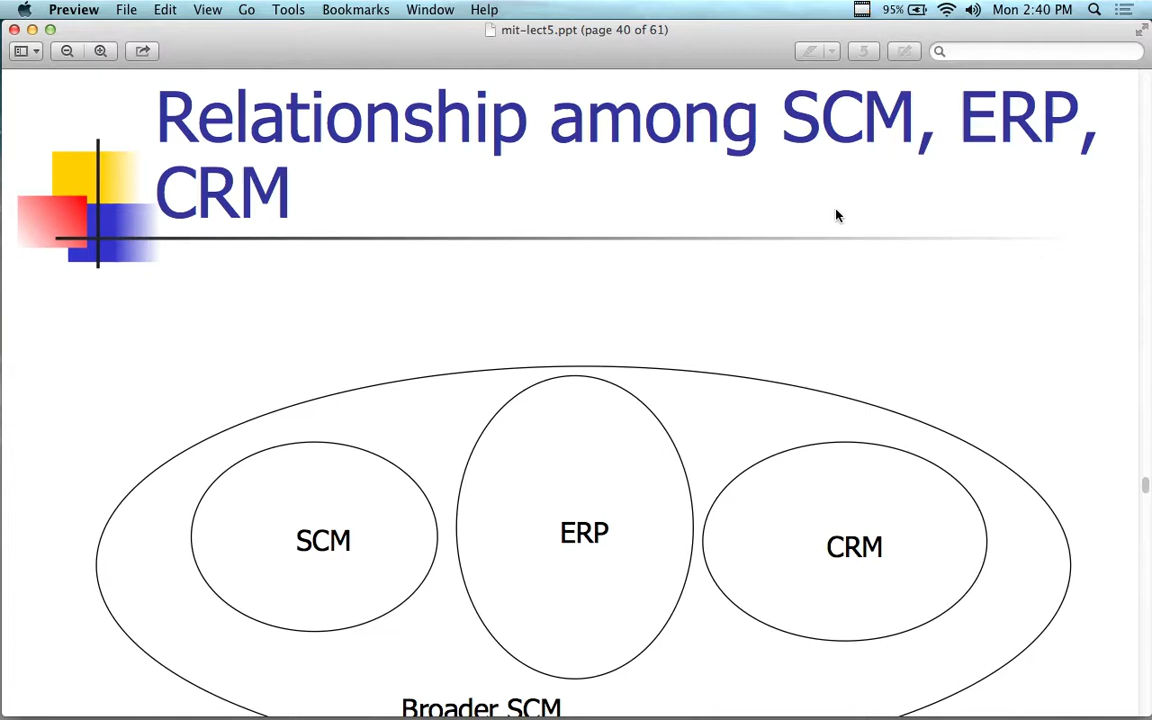 Preview File Edit View Go Tools Bookmarks Window Help 95% Mon 2:40 PM
mit-lect5.ppt (page 40 of 61)
Relationship among SCM, ERP,
CRM
SCM
ERP
CRM
Broader SCM